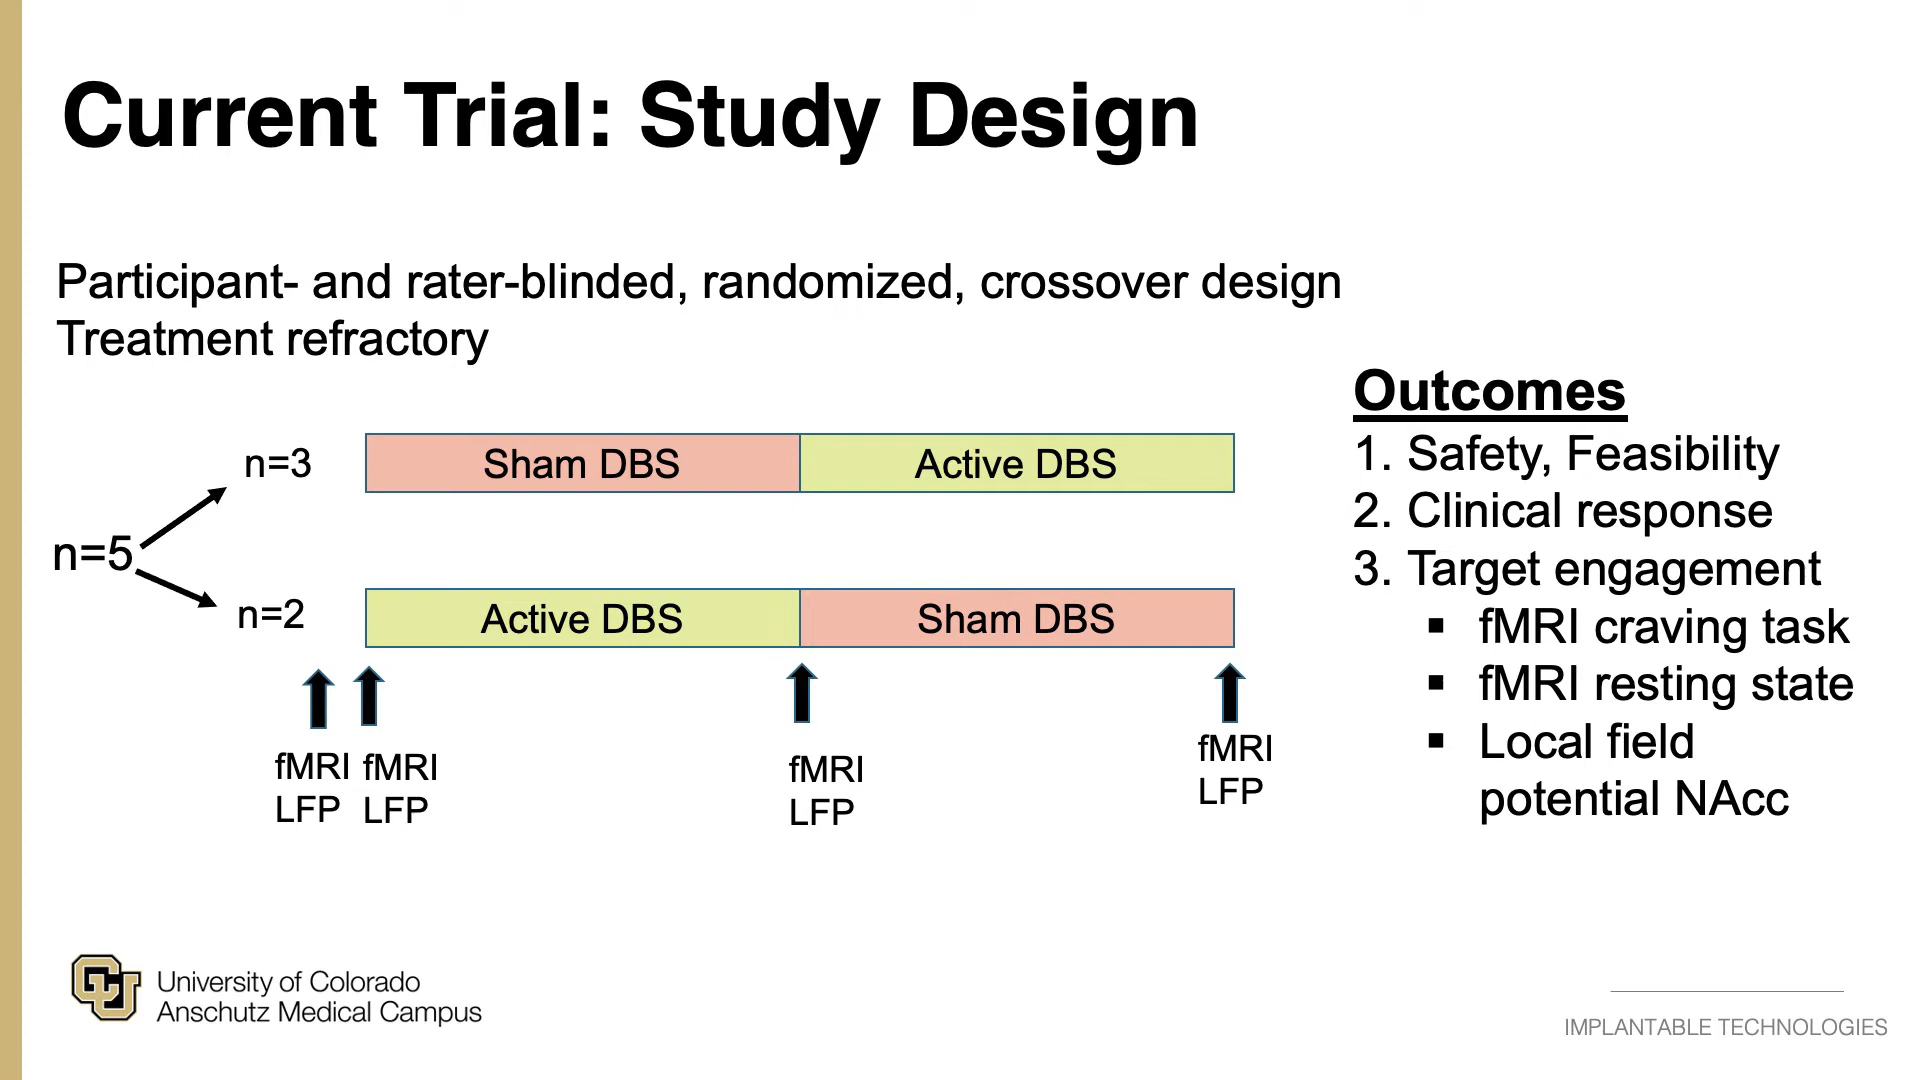 Current Trial: Study Design
Participant- and rater-blinded, randomized, crossover design
Treatment refractory
n=5
n=3
Sham DBS
Active DBS
n=2
Active DBS
Sham DBS
fMRI
LFP
fMRI
LFP
fMRI
LFP
fMRI
LFP
Outcomes
1. Safety, Feasibility
2. Clinical response
3. Target engagement
▪ fMRI craving task
▪ fMRI resting state
▪ Local field
potential NAcc
CU
University of Colorado
Anschutz Medical Campus
IMPLANTABLE TECHNOLOGIES